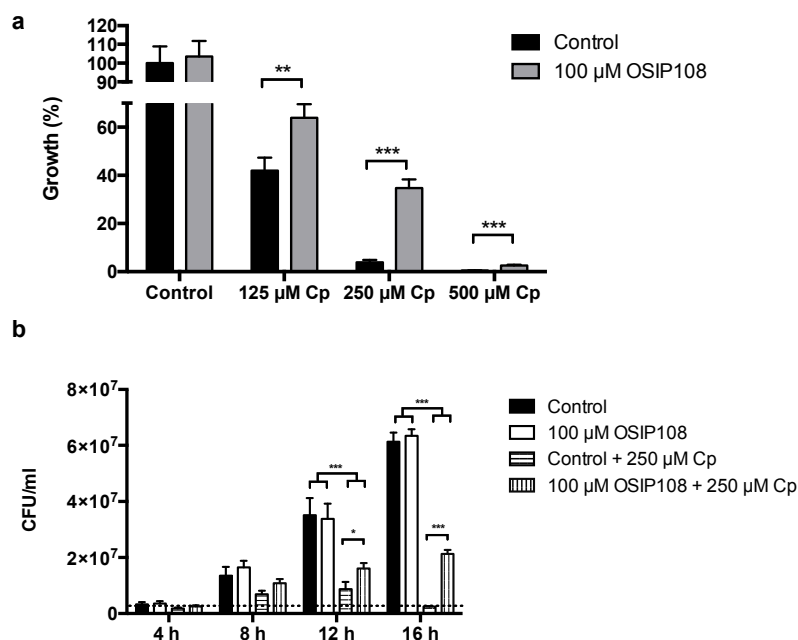 a
120
110
100
90
60
40
20
0
Growth (%)
**
***
***
Control
100 µM OSIP108
Control 125 µM Cp 250 µM Cp 500 µM Cp
b
8×10⁷
6×10⁷
4×10⁷
2×10⁷
0
CFU/ml
***
*
***
***
Control
100 µM OSIP108
Control + 250 µM Cp
100 µM OSIP108 + 250 µM Cp
4 h 8 h 12 h 16 h